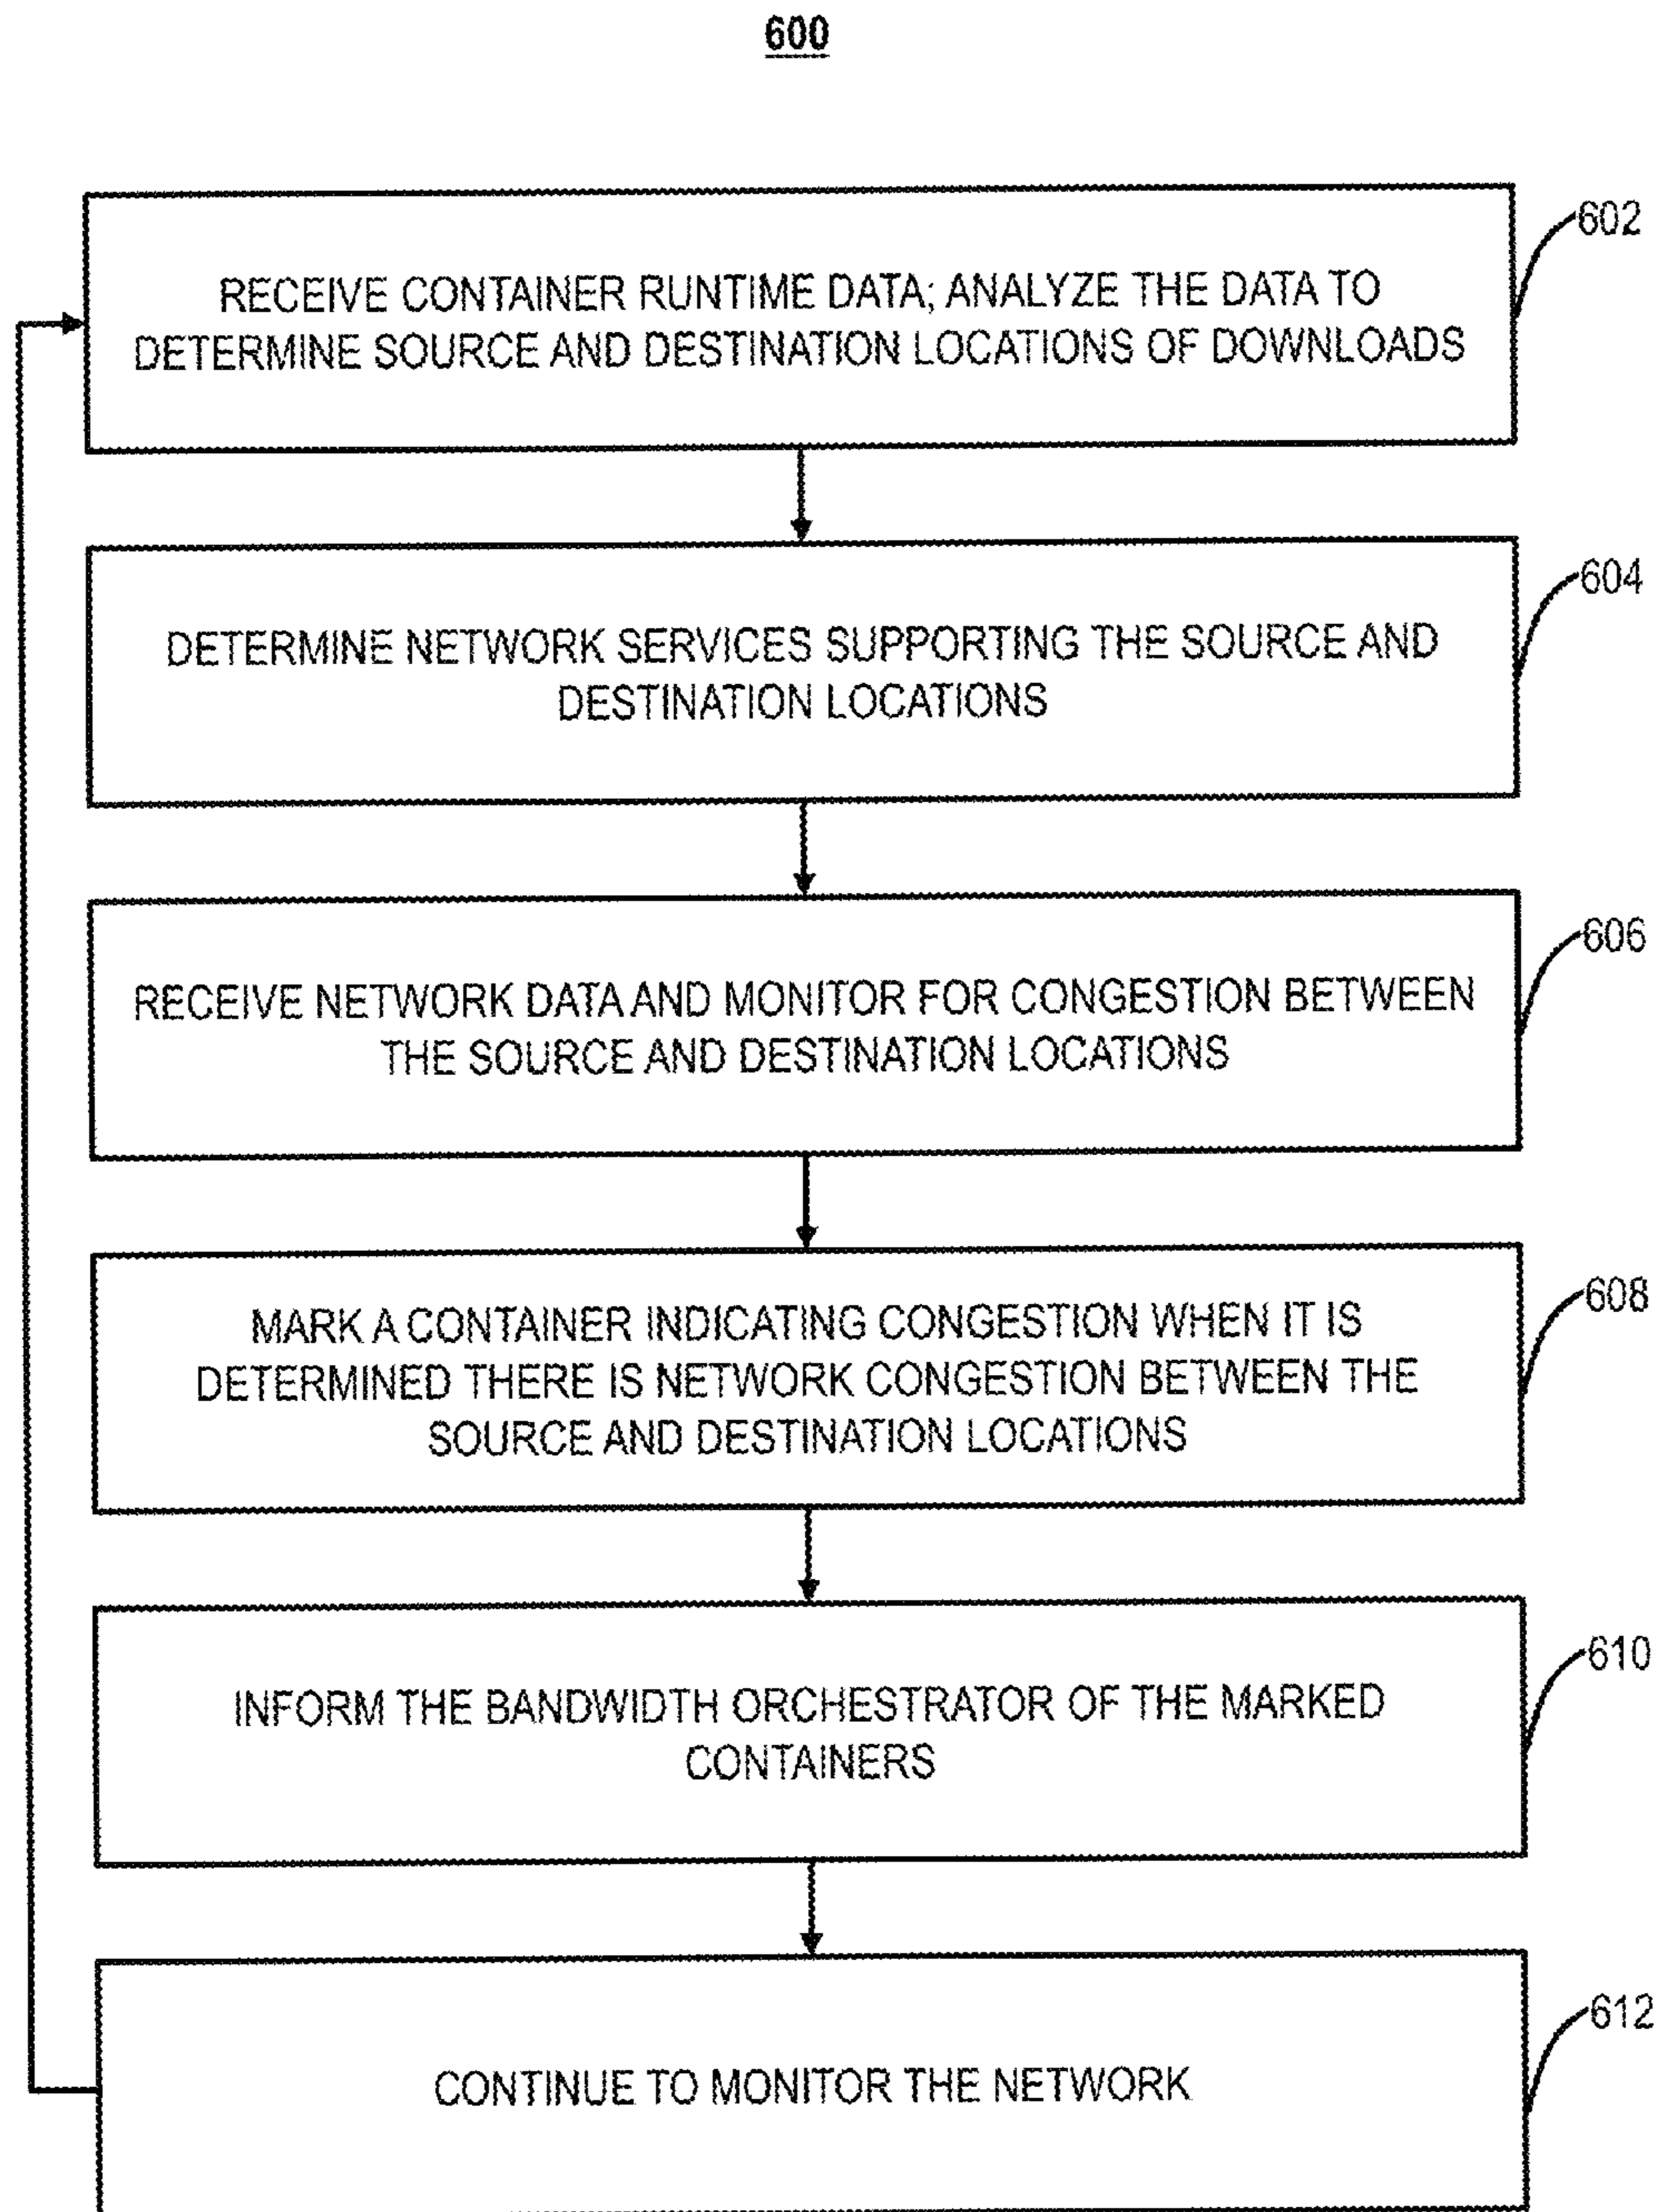 600
602
RECEIVE CONTAINER RUNTIME DATA; ANALYZE THE DATA TO
DETERMINE SOURCE AND DESTINATION LOCATIONS OF DOWNLOADS
604
DETERMINE NETWORK SERVICES SUPPORTING THE SOURCE AND
DESTINATION LOCATIONS
606
RECEIVE NETWORK DATA AND MONITOR FOR CONGESTION BETWEEN
THE SOURCE AND DESTINATION LOCATIONS
608
MARK A CONTAINER INDICATING CONGESTION WHEN IT IS
DETERMINED THERE IS NETWORK CONGESTION BETWEEN THE
SOURCE AND DESTINATION LOCATIONS
610
INFORM THE BANDWIDTH ORCHESTRATOR OF THE MARKED
CONTAINERS
612
CONTINUE TO MONITOR THE NETWORK